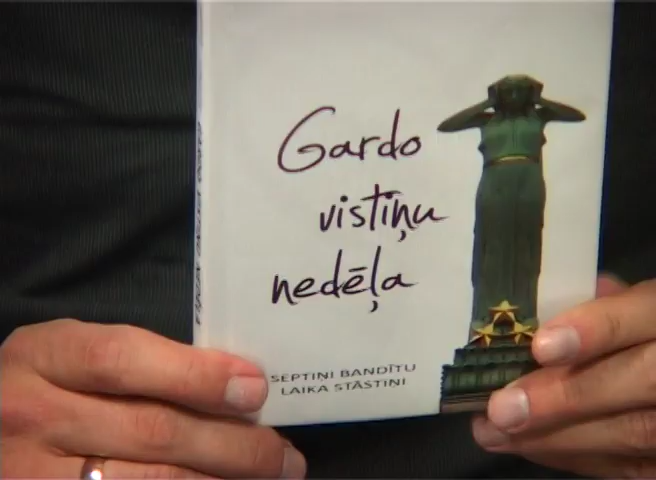 Gardo
vistiņu
nedēļa
SEPTIŅI BANDĪTU
LAIKA STĀSTIŅI